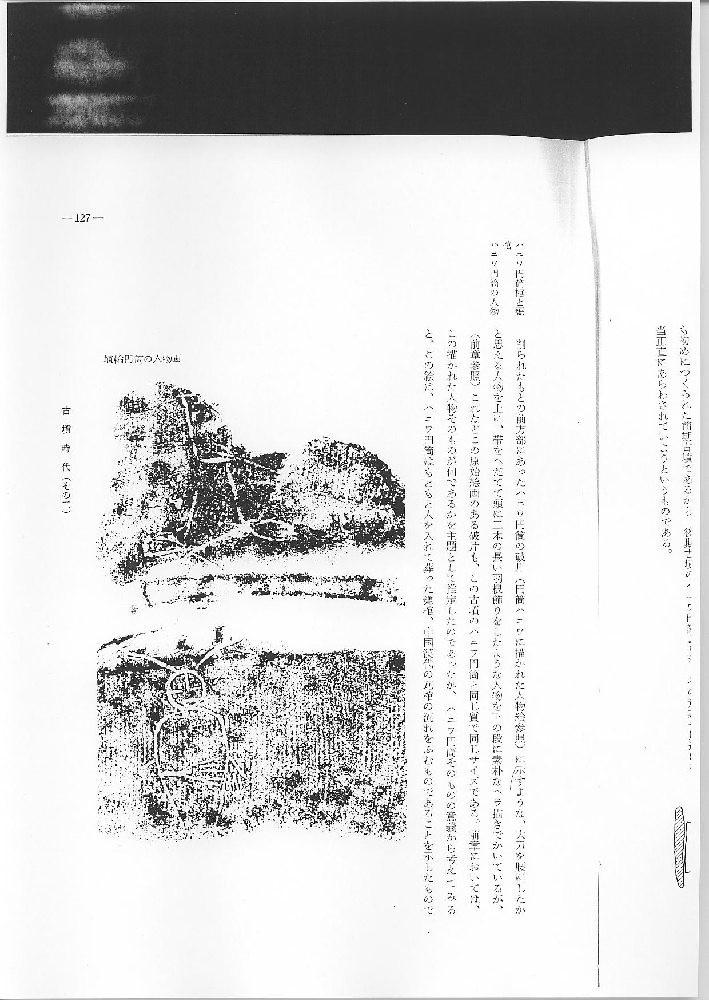 も初めにつくられた前期古墳であるから、後期古墳の
当正直にあらわされていようというものである。
ハニワ円筒棺と甕
棺
ハニワ円筒の人物
削られたもとの前方部にあったハニワ円筒の破片（円筒ハニワに描かれた人物絵参照）に示すような、大刀を腰にしたか
と思える人物を上に、帯をへだてて頭に二本の長い羽根飾りをしたような人物を下の段に素朴なヘラ描きでかいているが、
（前章参照）これなどこの原始絵画のある破片も、この古墳のハニワ円筒と同じ質で同じサイズである。前章においては、
この描かれた人物そのものが何であるかを主題として推定したのであったが、ハニワ円筒そのものの意義から考えてみる
と、この絵は、ハニワ円筒はもともと人を入れて葬った甕棺、中国漢代の瓦棺の流れをふむものであることを示したもので
埴輪円筒の人物画
古墳時代（その二）
—127—